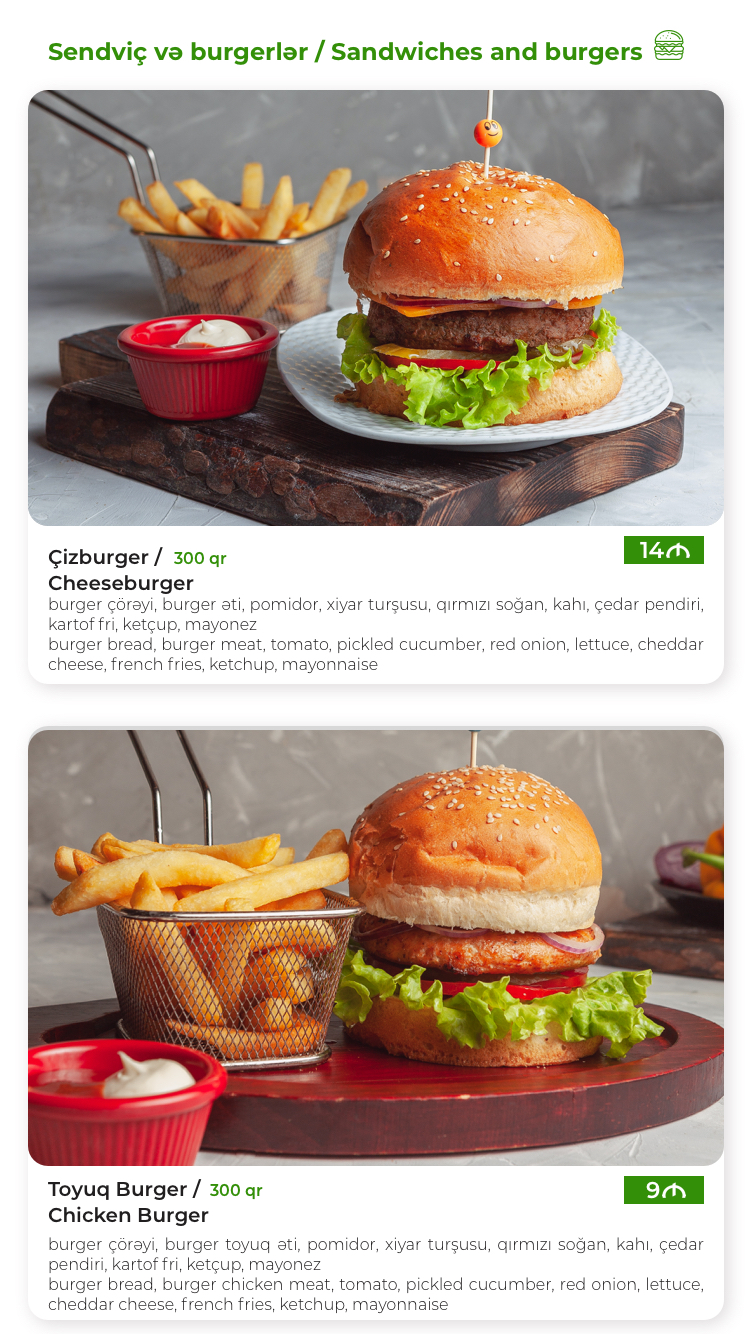 Sendviç və burgerlər / Sandwiches and burgers
Çizburger / 300 qr 14₼
Cheeseburger
burger çörəyi, burger əti, pomidor, xiyar turşusu, qırmızı soğan, kahı, çedar pendiri,
kartof fri, ketçup, mayonez
burger bread, burger meat, tomato, pickled cucumber, red onion, lettuce, cheddar
cheese, french fries, ketchup, mayonnaise
Toyuq Burger / 300 qr 9₼
Chicken Burger
burger çörəyi, burger toyuq əti, pomidor, xiyar turşusu, qırmızı soğan, kahı, çedar
pendiri, kartof fri, ketçup, mayonez
burger bread, burger chicken meat, tomato, pickled cucumber, red onion, lettuce,
cheddar cheese, french fries, ketchup, mayonnaise